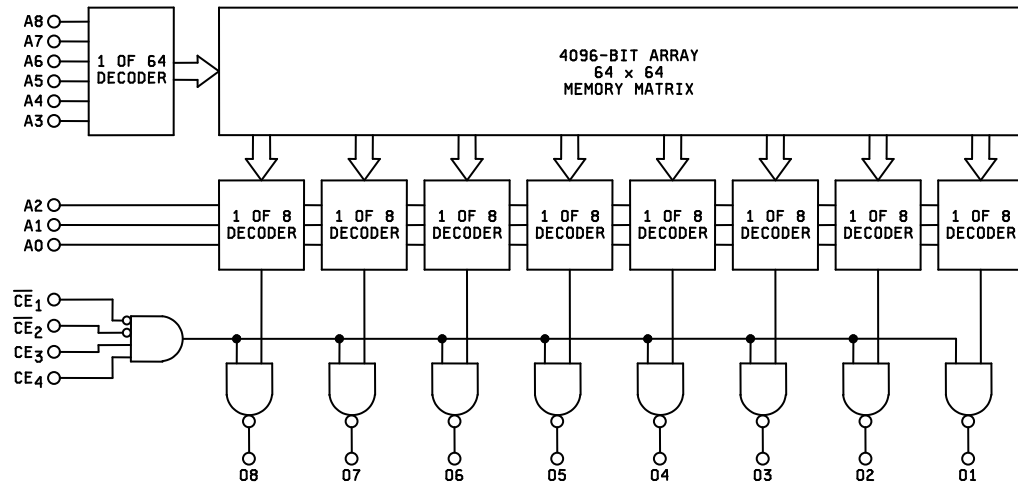 A8
A7
A6
A5
A4
A3
1 OF 64
DECODER
4096-BIT ARRAY
64 x 64
MEMORY MATRIX
A2
A1
A0
1 OF 8
DECODER
1 OF 8
DECODER
1 OF 8
DECODER
1 OF 8
DECODER
1 OF 8
DECODER
1 OF 8
DECODER
1 OF 8
DECODER
1 OF 8
DECODER
C̅E̅₁
C̅E̅₂
CE₃
CE₄
O8 O7 O6 O5 O4 O3 O2 O1